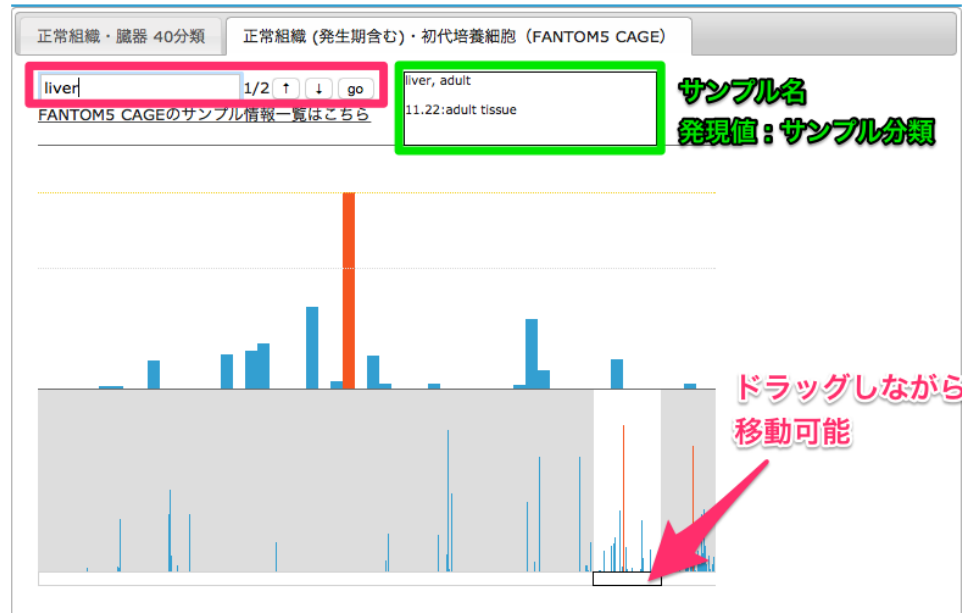 正常組織・臓器 40分類
正常組織 (発生期含む)・初代培養細胞（FANTOM5 CAGE）
liver 1/2 ↑ ↓ go
FANTOM5 CAGEのサンプル情報一覧はこちら
liver, adult
11.22:adult tissue
サンプル名
発現値：サンプル分類
ドラッグしながら
移動可能